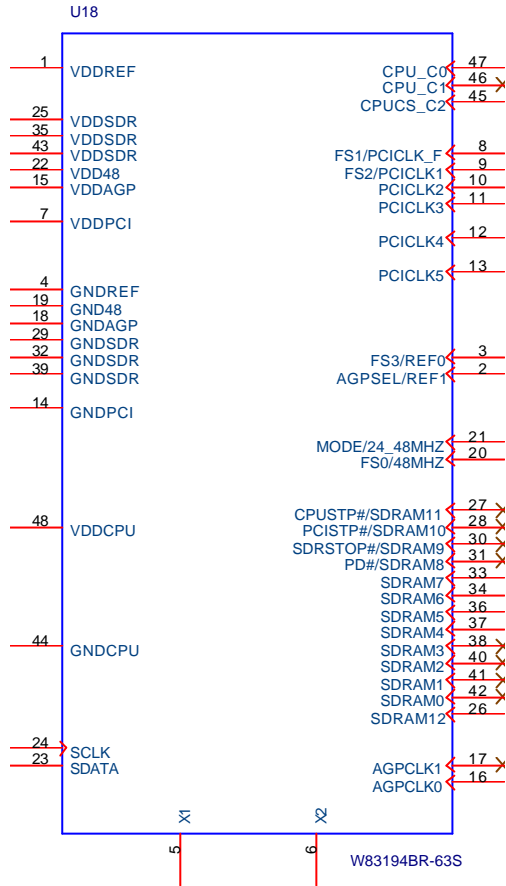 U18
1 VDDREF CPU_C0 47
CPU_C1 46
CPUCS_C2 45
25 VDDSDR
35 VDDSDR
43 VDDSDR FS1/PCICLK_F 8
22 VDD48 FS2/PCICLK1 9
15 VDDAGP PCICLK2 10
PCICLK3 11
7 VDDPCI
PCICLK4 12
PCICLK5 13
4 GNDREF
19 GND48
18 GNDAGP
29 GNDSDR
32 GNDSDR FS3/REF0 3
39 GNDSDR AGPSEL/REF1 2
14 GNDPCI
MODE/24_48MHZ 21
FS0/48MHZ 20
CPUSTP#/SDRAM11 27
48 VDDCPU PCISTP#/SDRAM10 28
SDRSTOP#/SDRAM9 30
PD#/SDRAM8 31
SDRAM7 33
SDRAM6 34
SDRAM5 36
SDRAM4 37
44 GNDCPU SDRAM3 38
SDRAM2 40
SDRAM1 41
SDRAM0 42
SDRAM12 26
24 SCLK
23 SDATA AGPCLK1 17
AGPCLK0 16
X1 X2
5 6
W83194BR-63S